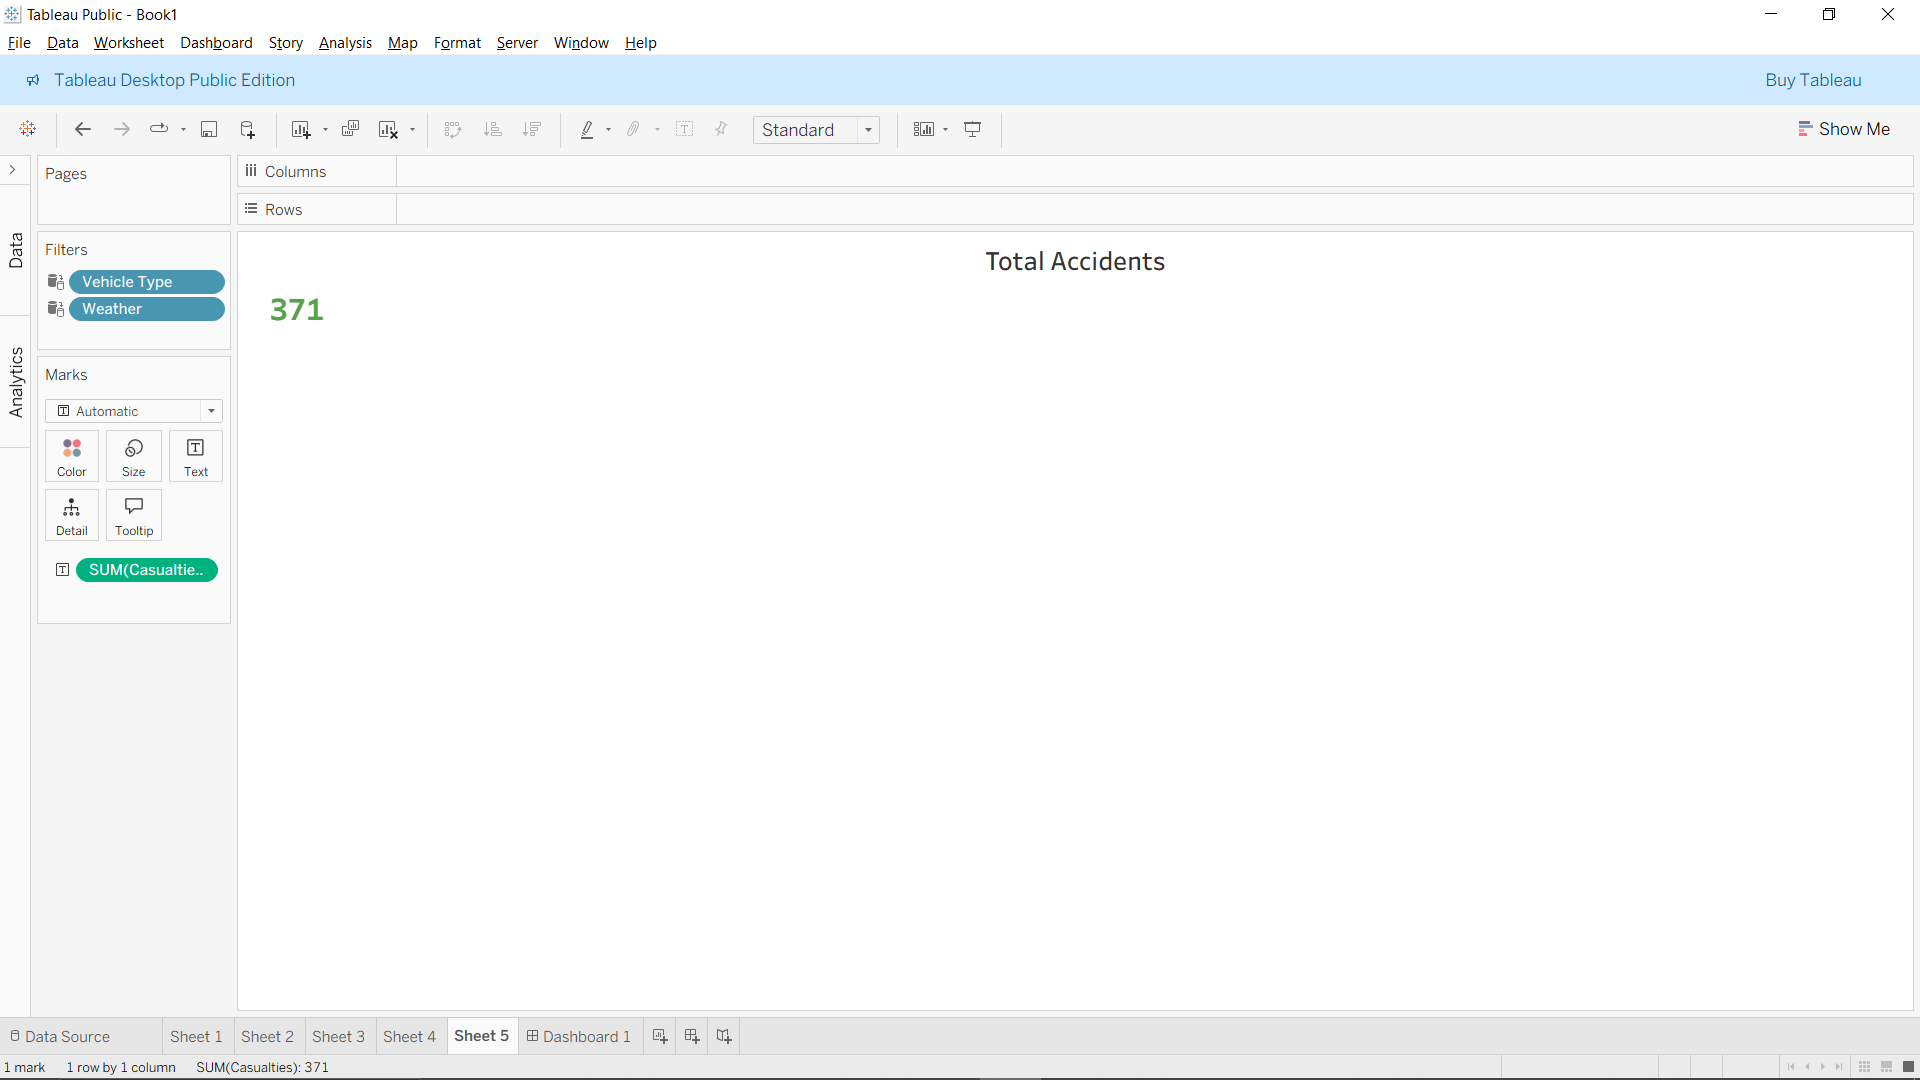 Tableau Public - Book1
File Data Worksheet Dashboard Story Analysis Map Format Server Window Help
Tableau Desktop Public Edition
Buy Tableau
Standard
Show Me
Pages
Columns
Rows
Data
Analytics
Filters
Vehicle Type
Weather
Marks
Automatic
Color
Size
Text
Detail
Tooltip
SUM(Casualtie..
Total Accidents
371
Data Source
Sheet 1
Sheet 2
Sheet 3
Sheet 4
Sheet 5
Dashboard 1
1 mark
1 row by 1 column
SUM(Casualties): 371